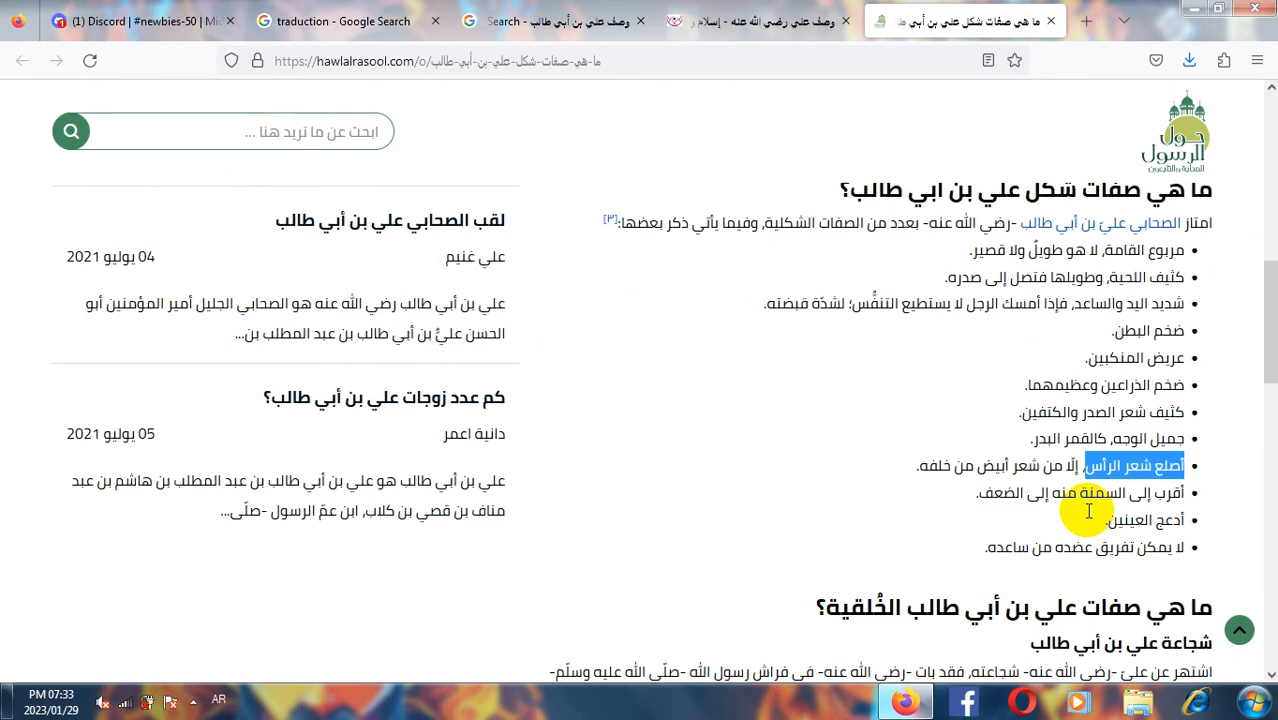 (1) Discord | #newbies-50 | Mi
traduction - Google Search
وصف علي بن أبي طالب - Search
وصف علي رضي الله عنه - إسلام و
ما هي صفات شكل علي بن أبي طا
https://hawlalrasool.com/o/ما-هي-صفات-شكل-علي-بن-أبي-طالب
حول الرسول
الصحابة والتابعون
ابحث عن ما تريد هنا ...
ما هي صفات شكل علي بن ابي طالب؟
امتاز الصحابي عليّ بن أبي طالب -رضي الله عنه- بعدد من الصفات الشكلية، وفيما يأتي ذكر بعضها:[٣]
مربوع القامة، لا هو طويلٌ ولا قصير.
كثيف اللحية، وطويلها فتصل إلى صدره.
شديد اليد والساعد، فإذا أمسك الرجل لا يستطيع التنفُّس؛ لشدّة قبضته.
ضخم البطن.
عريض المنكبين.
ضخم الذراعين وعظيمهما.
كثيف شعر الصدر والكتفين.
جميل الوجه، كالقمر البدر.
أصلع شعر الرأس، إلّا من شعر أبيض من خلفه.
أقرب إلى السمنة منه إلى الضعف.
أدعج العينين.
لا يمكن تفريق عضده من ساعده.
ما هي صفات علي بن أبي طالب الخُلقية؟
شجاعة علي بن أبي طالب
اشتهر عن عليّ -رضي الله عنه- شجاعته، فقد بات -رضي الله عنه- في فراش رسول الله -صلّى الله عليه وسلّم-
لقب الصحابي علي بن أبي طالب
علي غنيم
04 يوليو 2021
علي بن أبي طالب رضي الله عنه هو الصحابي الجليل أمير المؤمنين أبو
الحسن عليُّ بن أبي طالب بن عبد المطلب بن...
كم عدد زوجات علي بن أبي طالب؟
دانية اعمر
05 يوليو 2021
علي بن أبي طالب هو علي بن أبي طالب بن عبد المطلب بن هاشم بن عبد
مناف بن قصي بن كلاب، ابن عمّ الرسول -صلّى...
PM 07:33
2023/01/29
AR